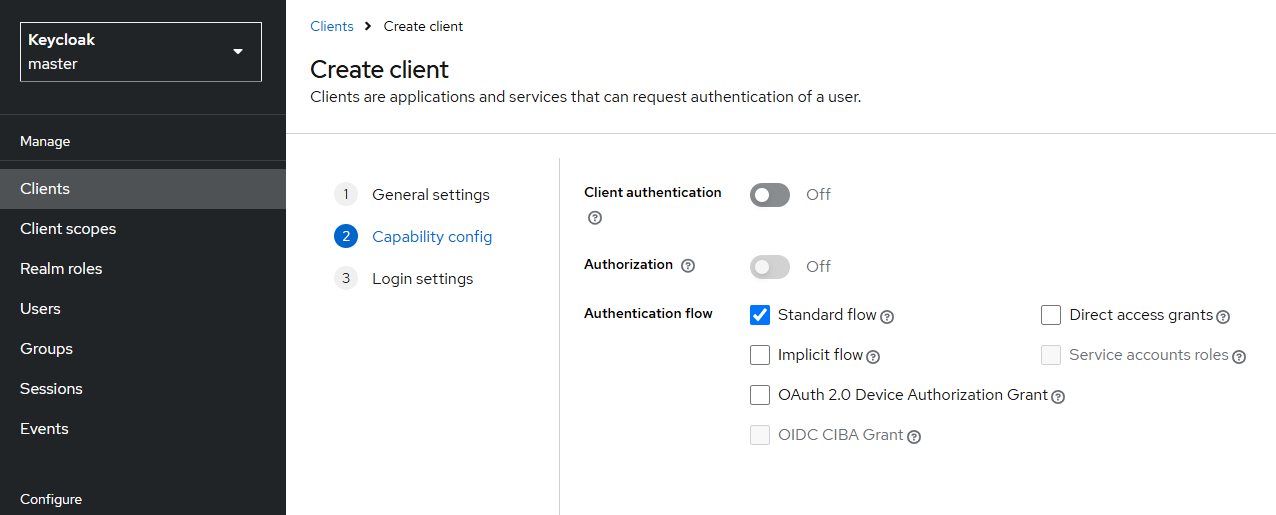 Keycloak
master
Manage
Clients
Client scopes
Realm roles
Users
Groups
Sessions
Events
Configure
Clients Create client
Create client
Clients are applications and services that can request authentication of a user.
1 General settings
2 Capability config
3 Login settings
Client authentication Off
Authorization Off
Authentication flow
Standard flow Direct access grants
Implicit flow Service accounts roles
OAuth 2.0 Device Authorization Grant
OIDC CIBA Grant